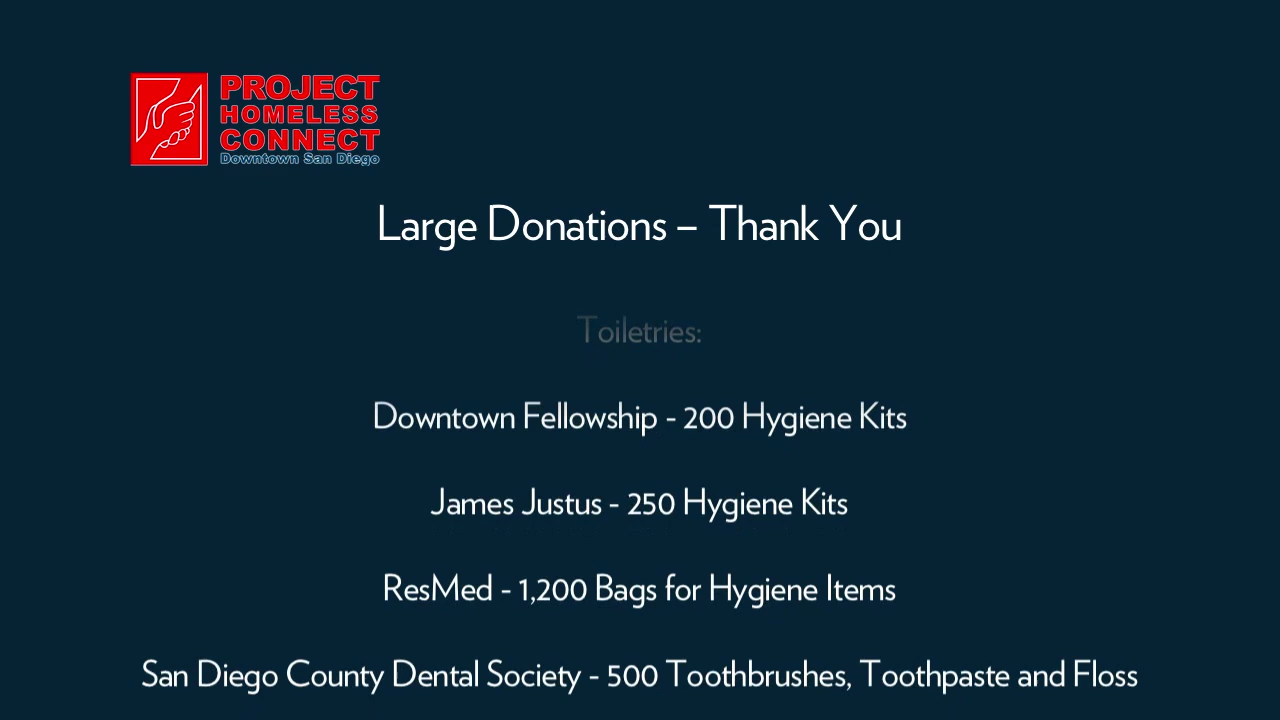 PROJECT
HOMELESS
CONNECT
Downtown San Diego
Large Donations – Thank You
Toiletries:
Downtown Fellowship - 200 Hygiene Kits
James Justus - 250 Hygiene Kits
ResMed - 1,200 Bags for Hygiene Items
San Diego County Dental Society - 500 Toothbrushes, Toothpaste and Floss